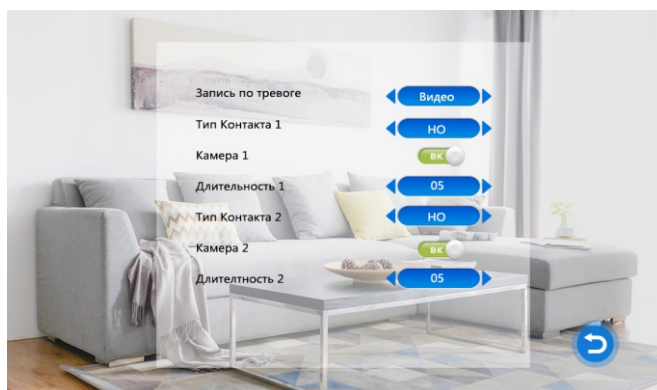 Запись по тревоге Видео
Тип Контакта 1 НО
Камера 1 ВК
Длительность 1 05
Тип Контакта 2 НО
Камера 2 ВК
Длителтность 2 05